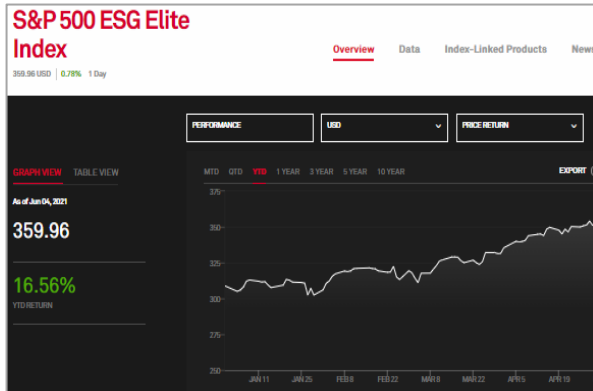 S&P 500 ESG Elite
Index
Overview Data Index-Linked Products News
359.96 USD 0.78% 1 Day
PERFORMANCE USD PRICE RETURN
GRAPH VIEW TABLE VIEW
MTD QTD YTD 1 YEAR 3 YEAR 5 YEAR 10 YEAR EXPORT
As of Jun 04, 2021
359.96
16.56%
YTD RETURN
375
350
325
300
275
250
JAN 11 JAN 25 FEB 8 FEB 22 MAR 8 MAR 22 APR 5 APR 19